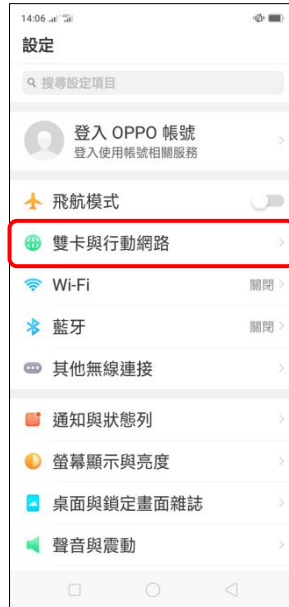 14:06
設定
搜尋設定項目
登入 OPPO 帳號
登入使用帳號相關服務
飛航模式
雙卡與行動網路
Wi-Fi 關閉
藍牙 關閉
其他無線連接
通知與狀態列
螢幕顯示與亮度
桌面與鎖定畫面雜誌
聲音與震動